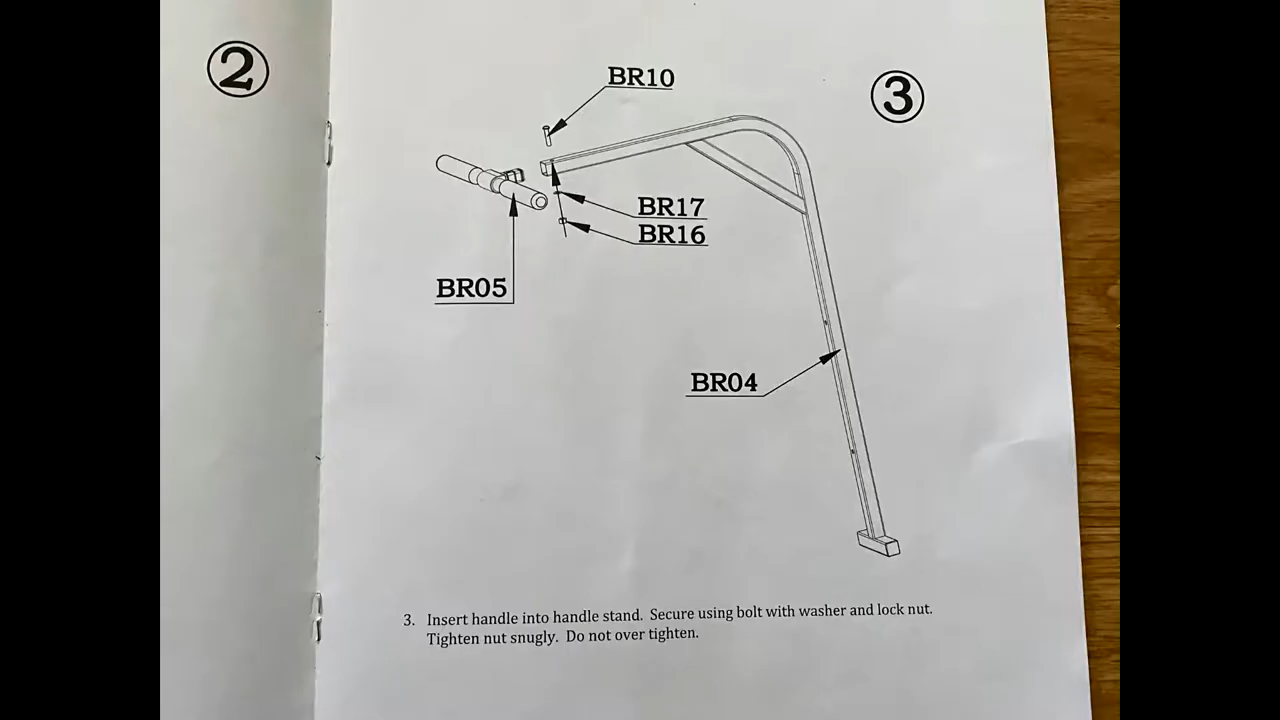 ②
③
BR10
BR17
BR16
BR05
BR04
3. Insert handle into handle stand. Secure using bolt with washer and lock nut.
Tighten nut snugly. Do not over tighten.